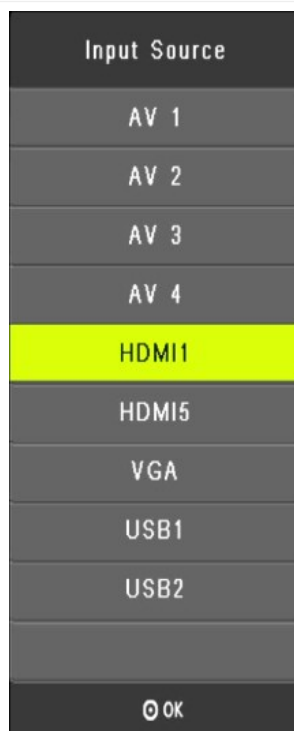 Input Source
AV 1
AV 2
AV 3
AV 4
HDMI1
HDMI5
VGA
USB1
USB2
OK